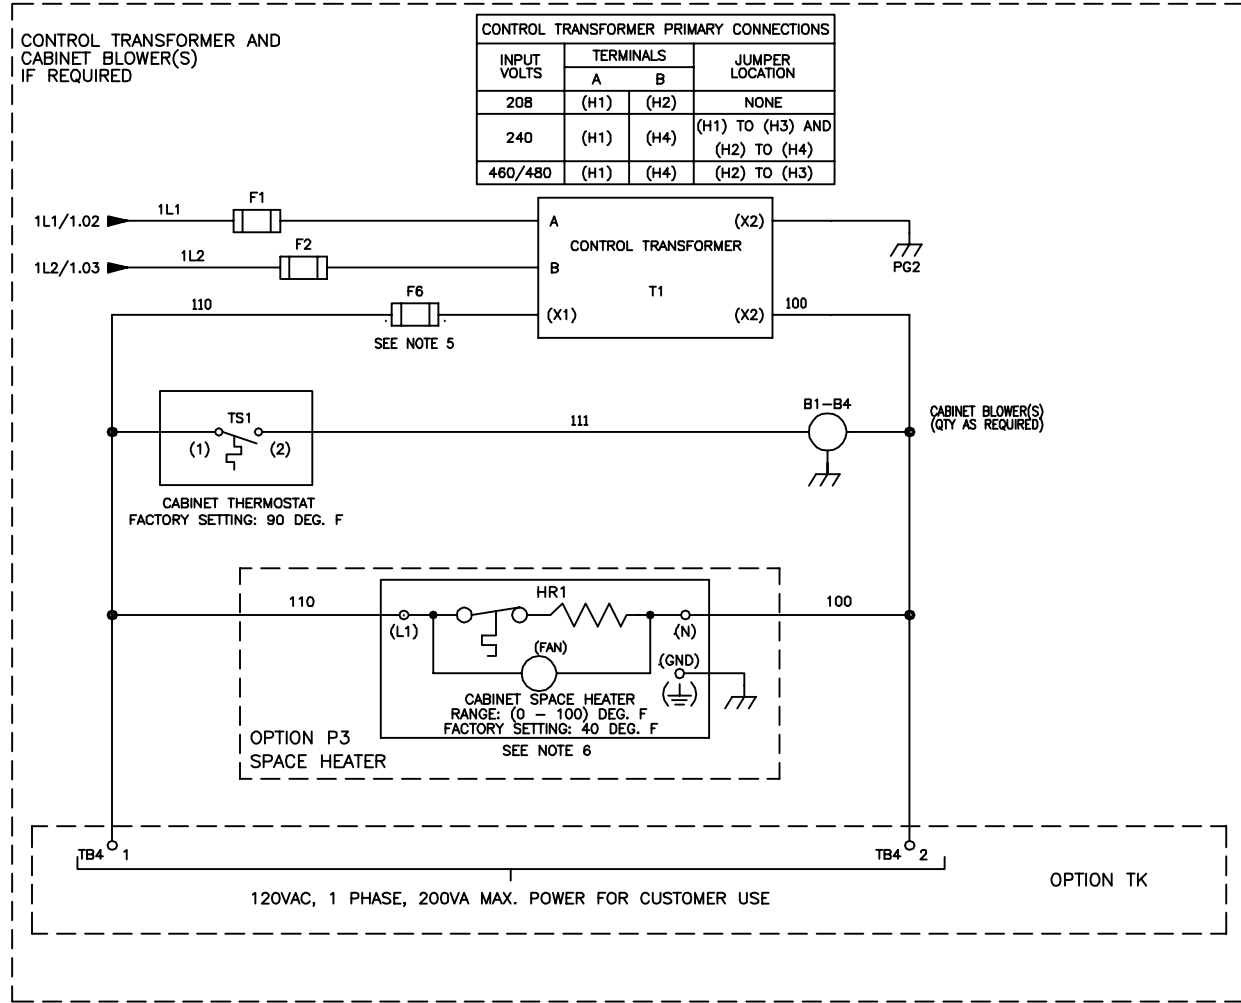 CONTROL TRANSFORMER AND
CABINET BLOWER(S)
IF REQUIRED
CONTROL TRANSFORMER PRIMARY CONNECTIONS
INPUT VOLTS TERMINALS JUMPER LOCATION
A B
208 (H1) (H2) NONE
240 (H1) (H4) (H1) TO (H3) AND
(H2) TO (H4)
460/480 (H1) (H4) (H2) TO (H3)
1L1/1.02 1L1 F1 A (X2)
CONTROL TRANSFORMER
1L2/1.03 1L2 F2 B PG2
T1
110 F6 (X1) (X2) 100
SEE NOTE 5
TS1 111 B1-B4 CABINET BLOWER(S)
(QTY AS REQUIRED)
(1) (2)
CABINET THERMOSTAT
FACTORY SETTING: 90 DEG. F
HR1
110 100
(L1) (N)
(FAN) (GND)
CABINET SPACE HEATER
RANGE: (0 - 100) DEG. F
FACTORY SETTING: 40 DEG. F
OPTION P3
SPACE HEATER
SEE NOTE 6
TB4 1 TB4 2
120VAC, 1 PHASE, 200VA MAX. POWER FOR CUSTOMER USE
OPTION TK